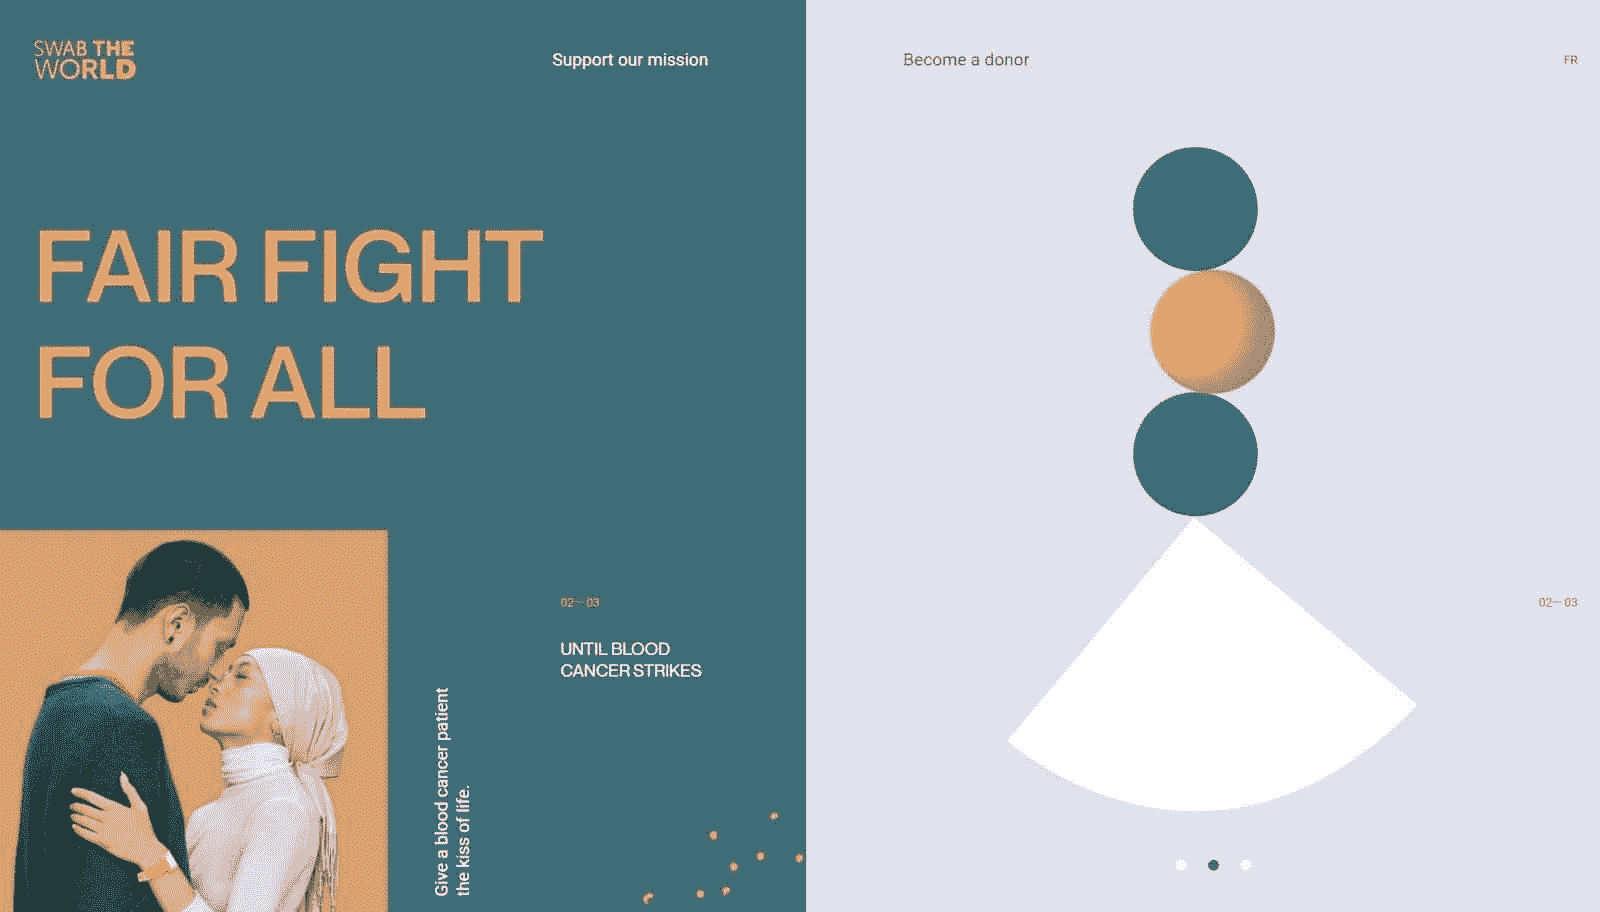 SWAB THE
WORLD
Support our mission
Become a donor
FR
FAIR FIGHT
FOR ALL
02— 03
UNTIL BLOOD
CANCER STRIKES
Give a blood cancer patient
the kiss of life.
02— 03